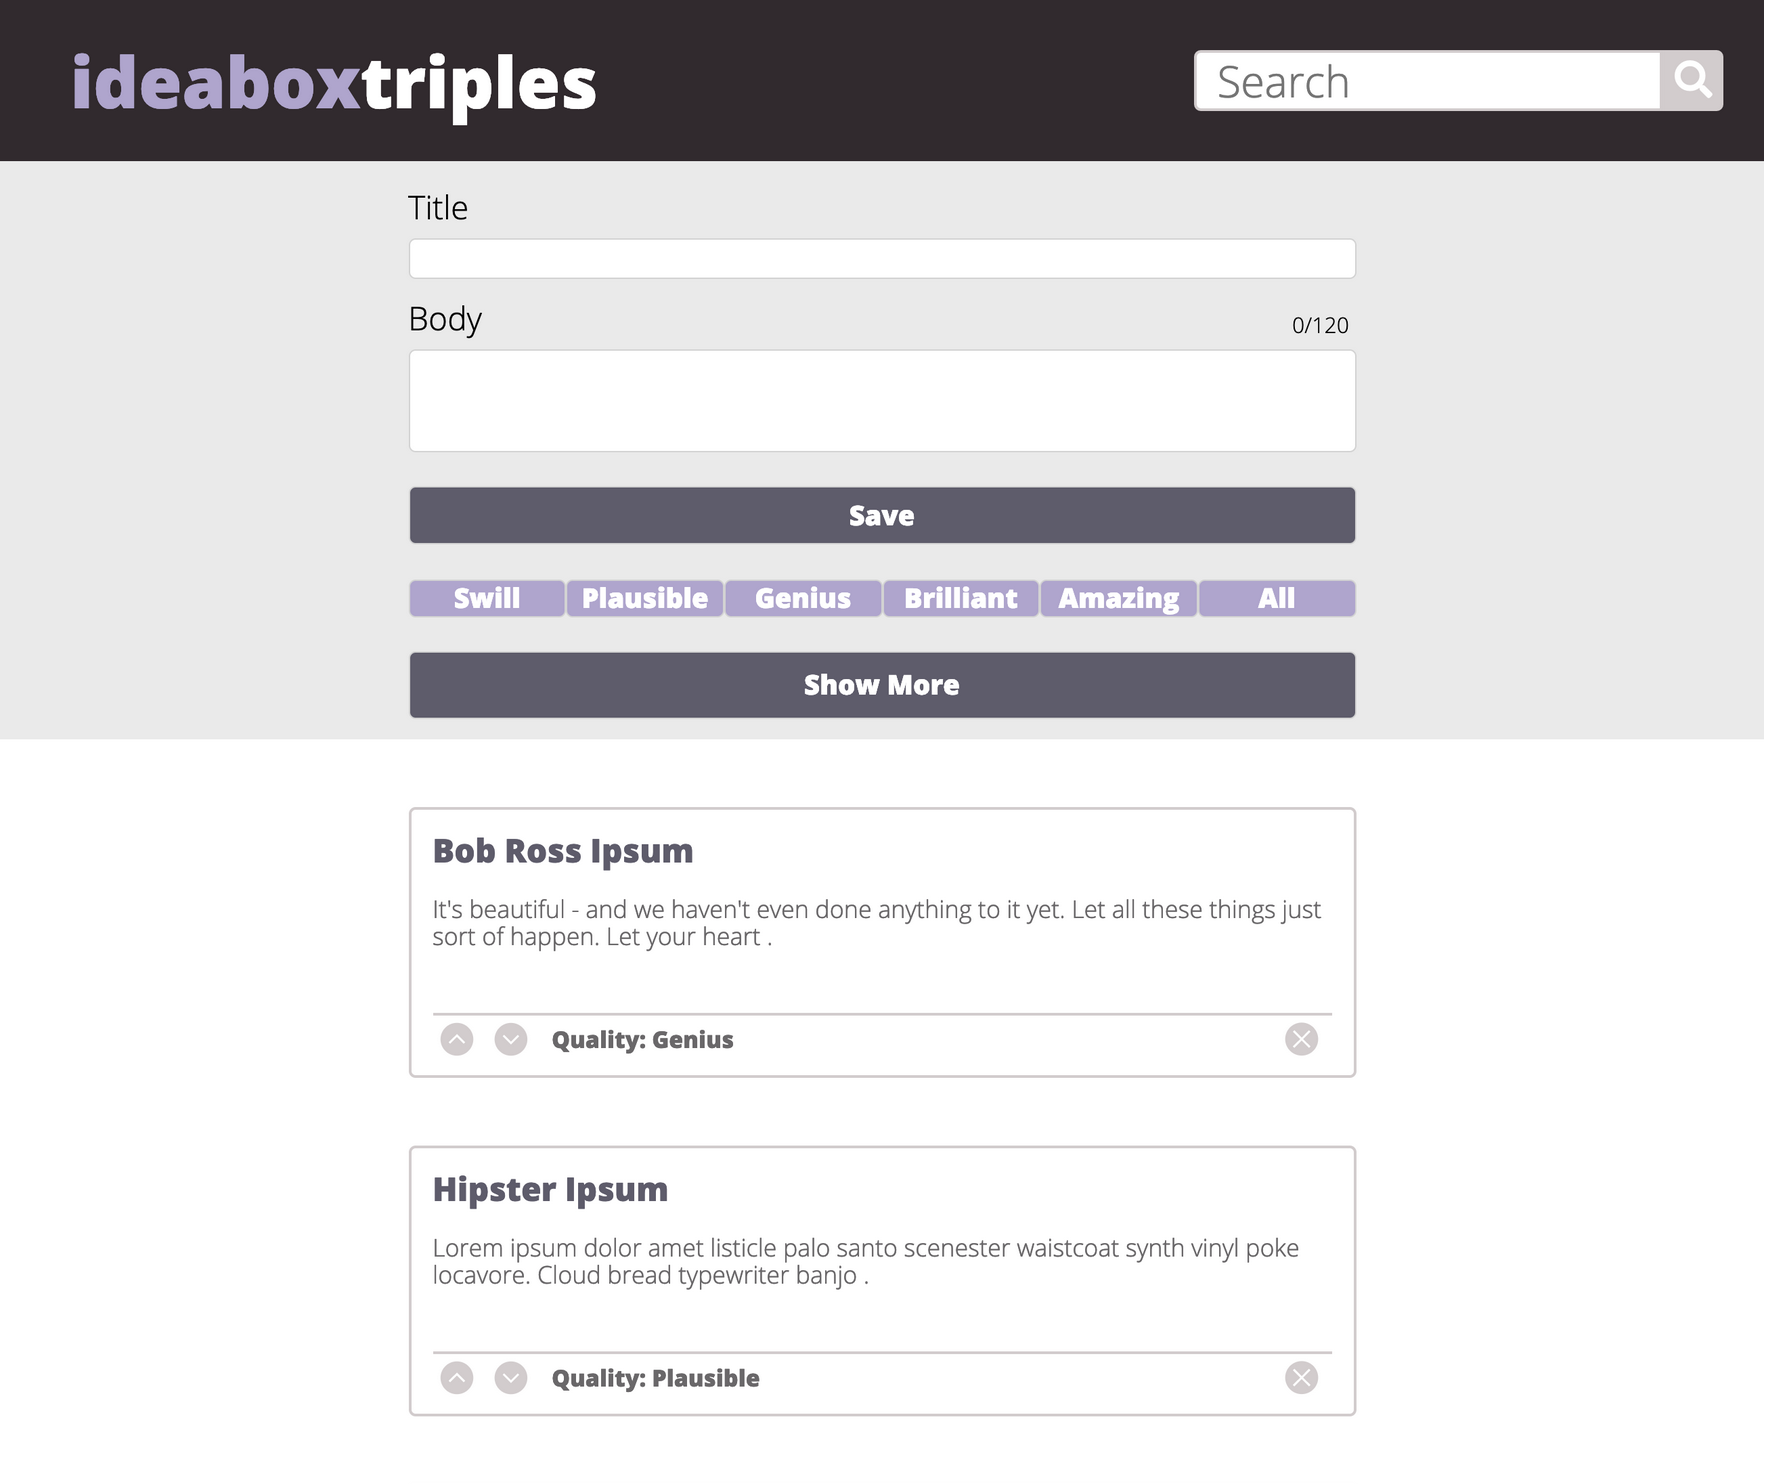 ideaboxtriples
Search
Title
Body
0/120
Save
Swill Plausible Genius Brilliant Amazing All
Show More
Bob Ross Ipsum
It's beautiful - and we haven't even done anything to it yet. Let all these things just
sort of happen. Let your heart .
Quality: Genius
Hipster Ipsum
Lorem ipsum dolor amet listicle palo santo scenester waistcoat synth vinyl poke
locavore. Cloud bread typewriter banjo .
Quality: Plausible